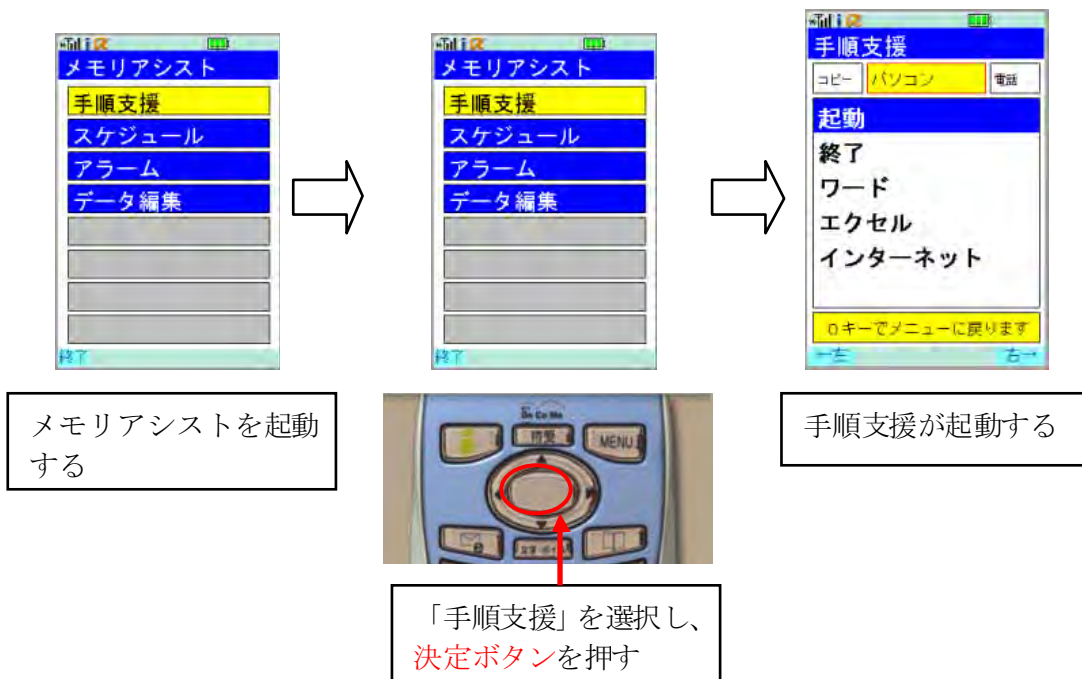 メモリアシスト
手順支援
スケジュール
アラーム
データ編集
終了
メモリアシスト
手順支援
スケジュール
アラーム
データ編集
終了
手順支援
コピー パソコン 電話
起動
終了
ワード
エクセル
インターネット
0キーでメニューに戻ります
←左 右→
メモリアシストを起動
する
DoCoMo
MENU
「手順支援」を選択し、
決定ボタンを押す
手順支援が起動する